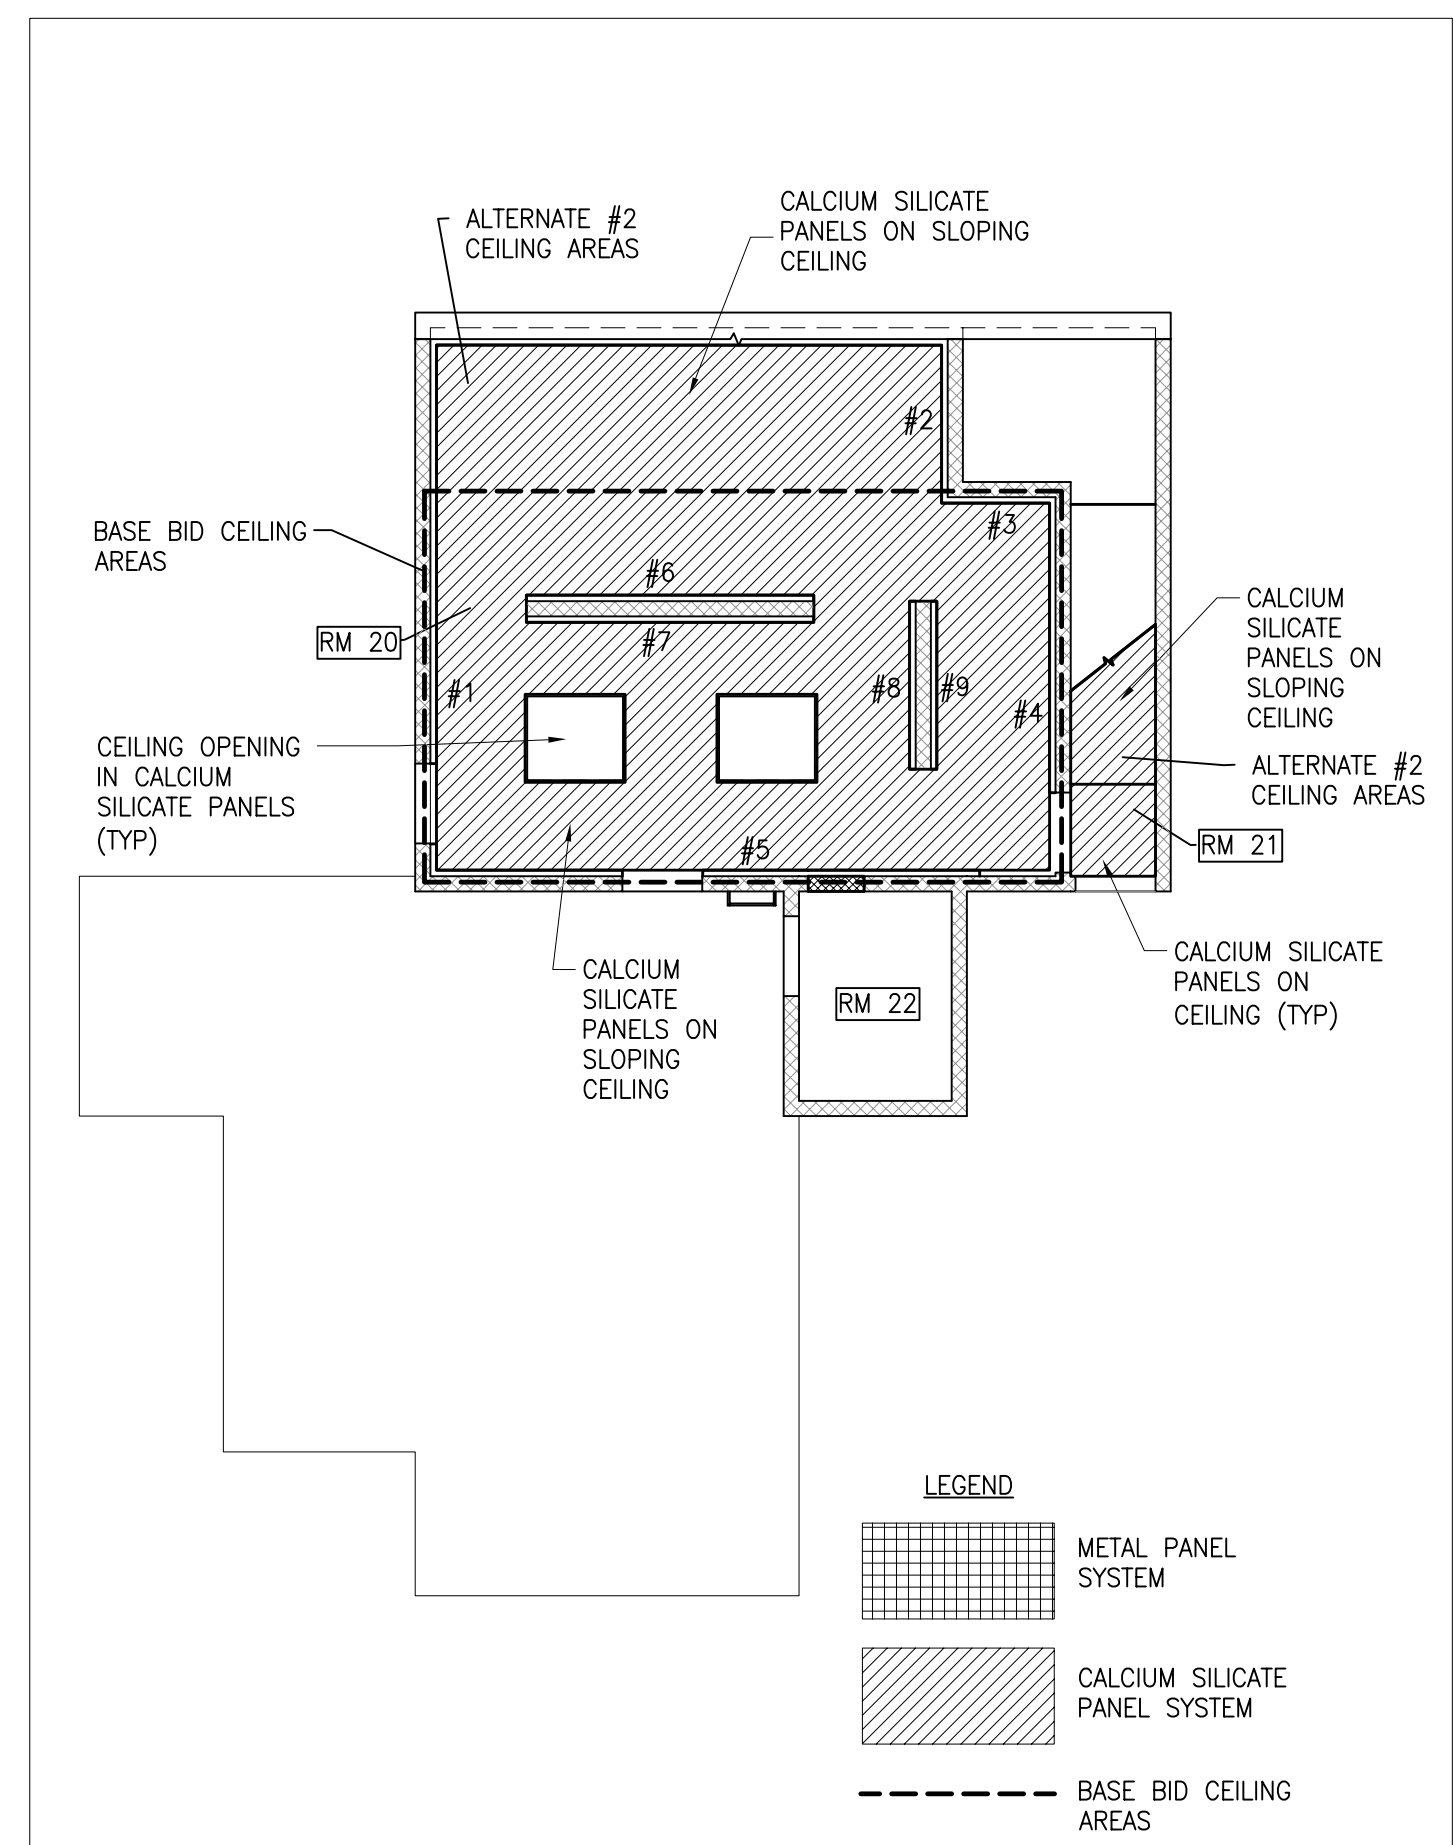 ALTERNATE #2
CEILING AREAS
CALCIUM SILICATE
PANELS ON SLOPING
CEILING
#2
BASE BID CEILING
AREAS
#3
#6
CALCIUM
SILICATE
PANELS ON
SLOPING
CEILING
RM 20
#7
#1
#8
#9
#4
CEILING OPENING
IN CALCIUM
SILICATE PANELS
(TYP)
ALTERNATE #2
CEILING AREAS
#5
RM 21
CALCIUM
SILICATE
PANELS ON
SLOPING
CEILING
RM 22
CALCIUM SILICATE
PANELS ON
CEILING (TYP)
LEGEND
METAL PANEL
SYSTEM
CALCIUM SILICATE
PANEL SYSTEM
BASE BID CEILING
AREAS